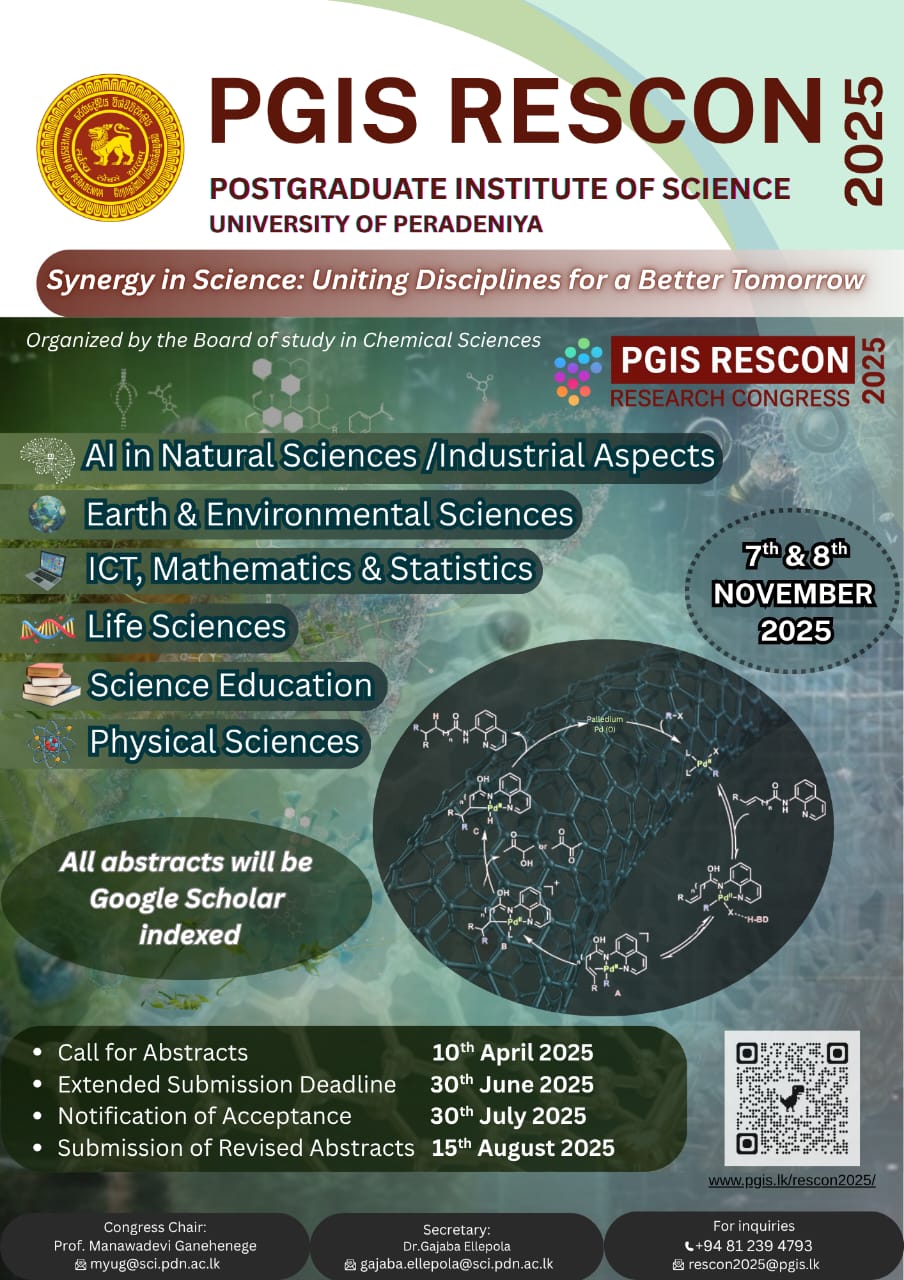 PGIS RESCON 2025
POSTGRADUATE INSTITUTE OF SCIENCE
UNIVERSITY OF PERADENIYA
UNIVERSITY OF PERADENIYA
Synergy in Science: Uniting Disciplines for a Better Tomorrow
Organized by the Board of study in Chemical Sciences
PGIS RESCON 2025
RESEARCH CONGRESS
AI in Natural Sciences /Industrial Aspects
Earth & Environmental Sciences
ICT, Mathematics & Statistics
Life Sciences
Science Education
Physical Sciences
7th & 8th
NOVEMBER
2025
Palledium
Pd (0)
R-X
H-BD
or
A
B
C
All abstracts will be
Google Scholar
indexed
• Call for Abstracts 10th April 2025
• Extended Submission Deadline 30th June 2025
• Notification of Acceptance 30th July 2025
• Submission of Revised Abstracts 15th August 2025
www.pgis.lk/rescon2025/
Congress Chair:
Prof. Manawadevi Ganehenege
myug@sci.pdn.ac.lk
Secretary:
Dr.Gajaba Ellepola
gajaba.ellepola@sci.pdn.ac.lk
For inquiries
+94 81 239 4793
rescon2025@pgis.lk